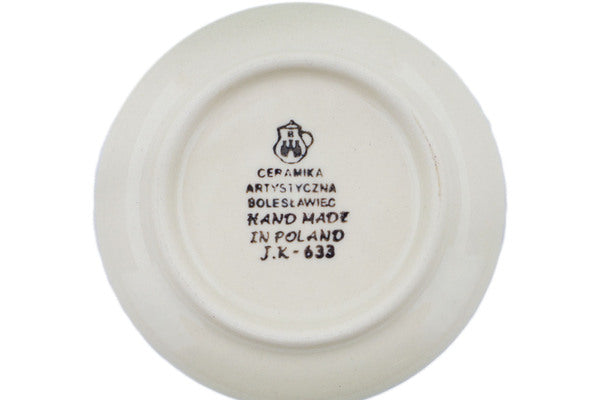 B
CERAMIKA
ARTYSTYCZNA
BOLESŁAWIEC
HAND MADE
IN POLAND
J.K - 633